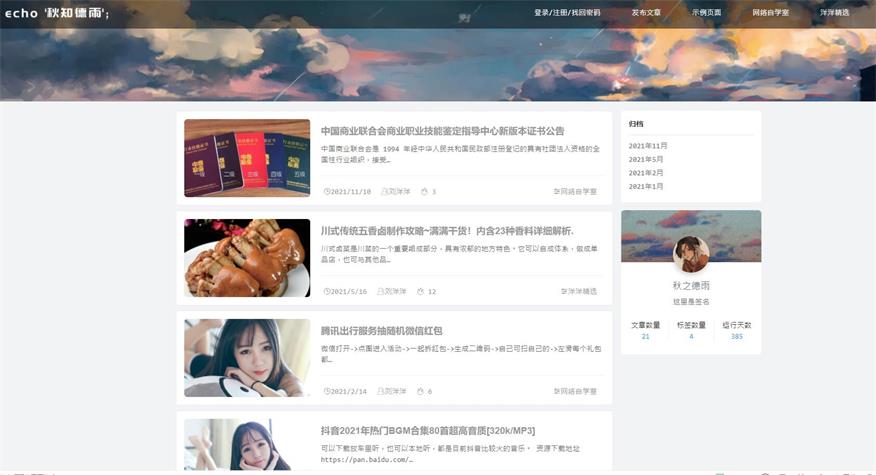 echo '秋知德雨';
登录/注册/找回密码 发布文章 示例页面 网络自学室 洋洋精选
中国商业联合会商业职业技能鉴定指导中心新版本证书公告
中国商业联合会是 1994 年经中华人民共和国民政部注册登记的具有社团法人资格的全
国性行业组织，接受…
2021/11/10 刘洋洋 3 网络自学室
川式传统五香卤制作攻略~满满干货！内含23种香料详细解析.
川式卤菜是川菜的一个重要组成部分，具有浓郁的地方特色。它可以自成体系，做成单
品店，也可与其他品…
2021/5/16 刘洋洋 12 洋洋精选
腾讯出行服务抽随机微信红包
微信打开->点圈进入活动->一起拆红包->生成二维码->自己可扫自己的->左滑每个礼包
都…
2021/2/14 刘洋洋 6 网络自学室
抖音2021年热门BGM合集80首超高音质[320k/MP3]
可以下载放车里听，也可以本地听，都是目前抖音比较火的音乐。 资源下载地址
https://pan.baidu.com/…
归档
2021年11月
2021年5月
2021年2月
2021年1月
秋之德雨
这里是签名
文章数量 标签数量 运行天数
21 4 385
二级 四级 五级